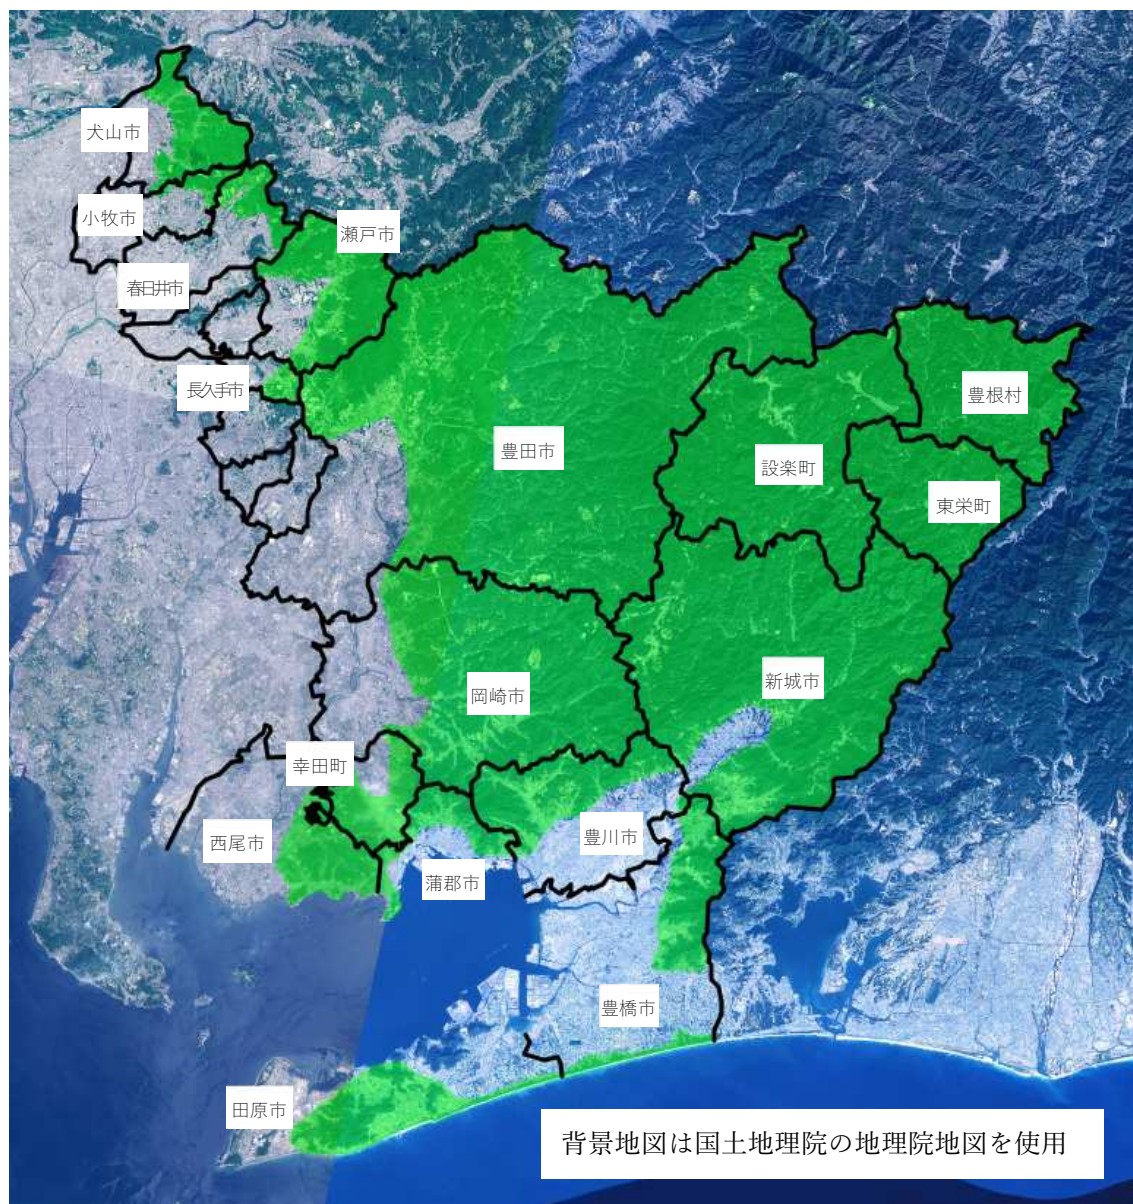 犬山市
小牧市
瀬戸市
春日井市
長久手市
豊根村
豊田市
設楽町
東栄町
岡崎市
新城市
幸田町
西尾市
豊川市
蒲郡市
豊橋市
田原市
背景地図は国土地理院の地理院地図を使用